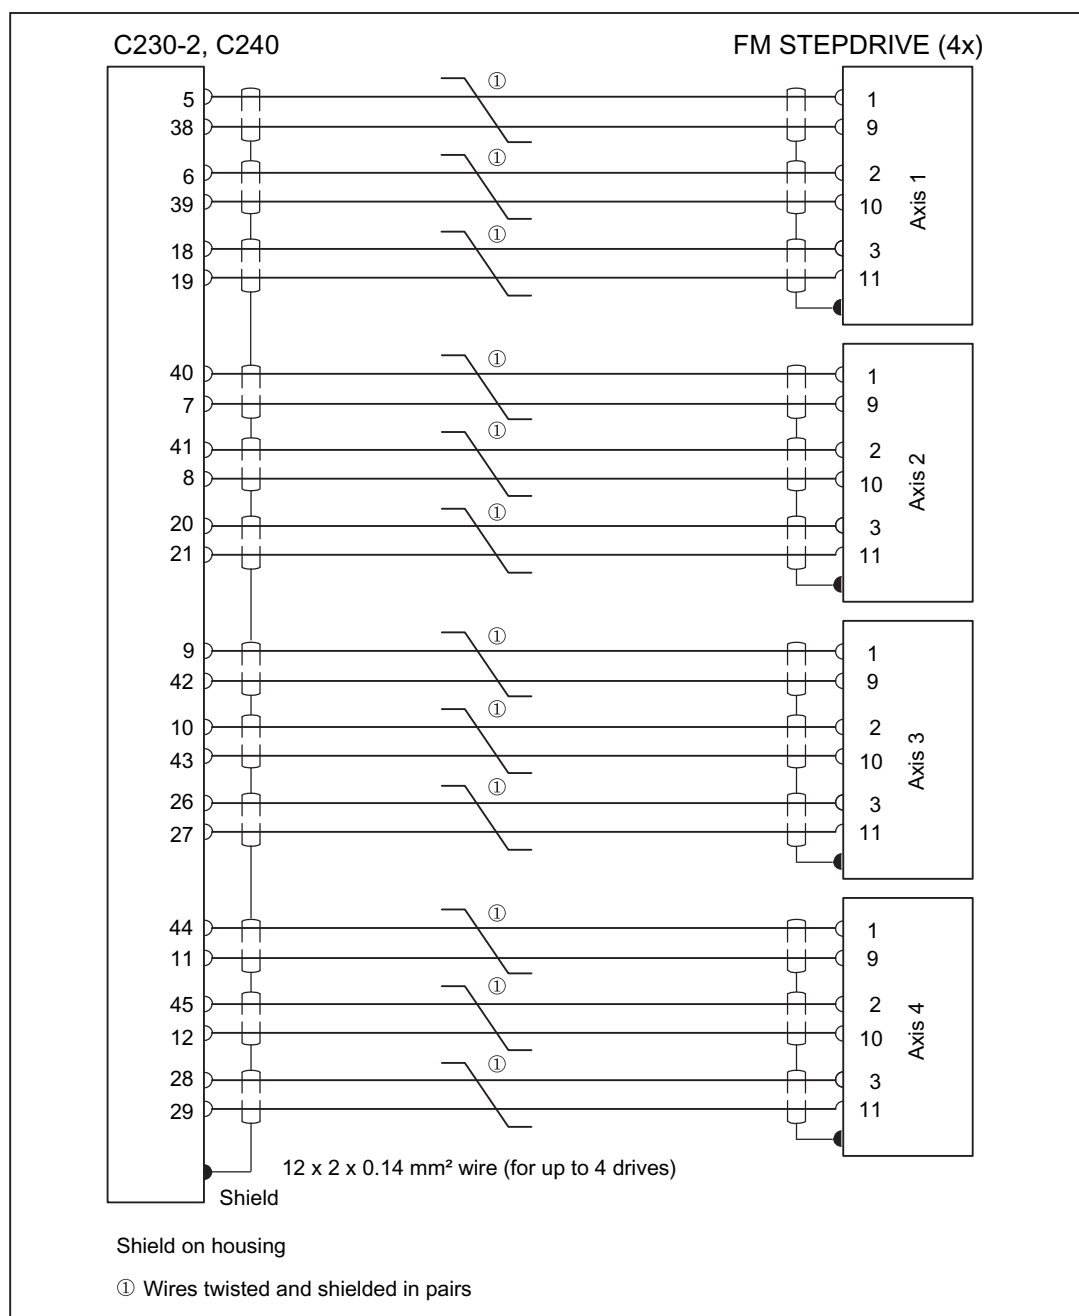 C230-2, C240 FM STEPDRIVE (4x)
5 ① 1
38 9
6 ① 2
39 10
18 ① 3
19 11
Axis 1
40 ① 1
7 9
41 ① 2
8 10
20 ① 3
21 11
Axis 2
9 ① 1
42 9
10 ① 2
43 10
26 ① 3
27 11
Axis 3
44 ① 1
11 9
45 ① 2
12 10
28 ① 3
29 11
Axis 4
12 x 2 x 0.14 mm² wire (for up to 4 drives)
Shield
Shield on housing
① Wires twisted and shielded in pairs